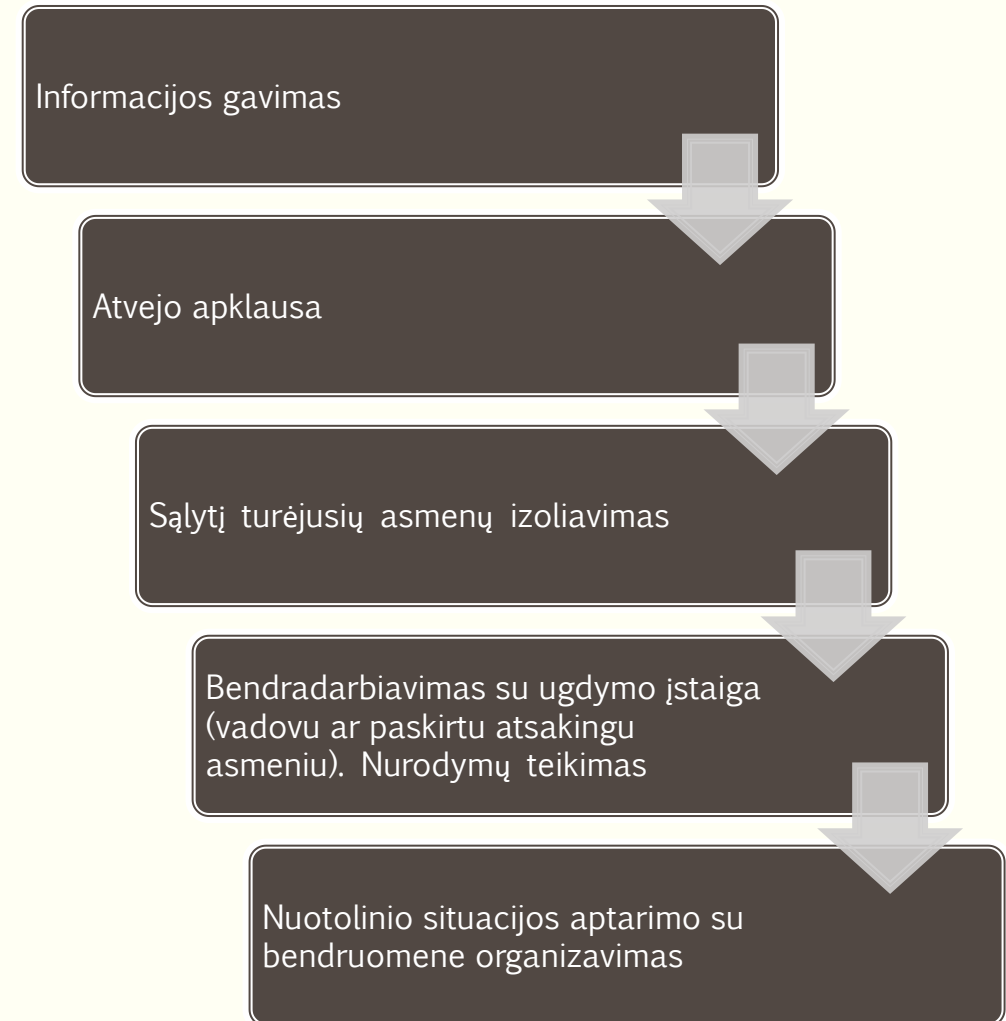 Informacijos gavimas
Atvejo apklausa
Sąlytį turėjusių asmenų izoliavimas
Bendradarbiavimas su ugdymo įstaiga
(vadovu ar paskirtu atsakingu
asmeniu). Nurodymų teikimas
Nuotolinio situacijos aptarimo su
bendruomene organizavimas